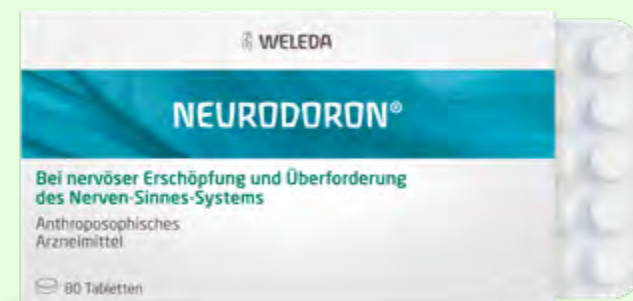 WELEDA
NEURODORON®
Bei nervöser Erschöpfung und Überforderung
des Nerven-Sinnes-Systems
Anthroposophisches
Arzneimittel
80 Tabletten